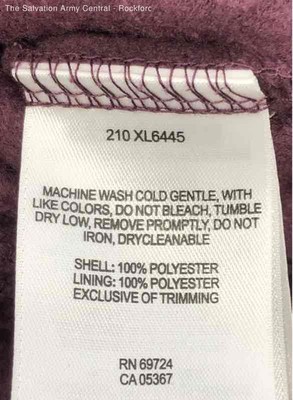 The Salvation Army Central - Rockford
210 XL6445
MACHINE WASH COLD GENTLE, WITH
LIKE COLORS, DO NOT BLEACH, TUMBLE
DRY LOW, REMOVE PROMPTLY, DO NOT
IRON, DRYCLEANABLE
SHELL: 100% POLYESTER
LINING: 100% POLYESTER
EXCLUSIVE OF TRIMMING
RN 69724
CA 05367